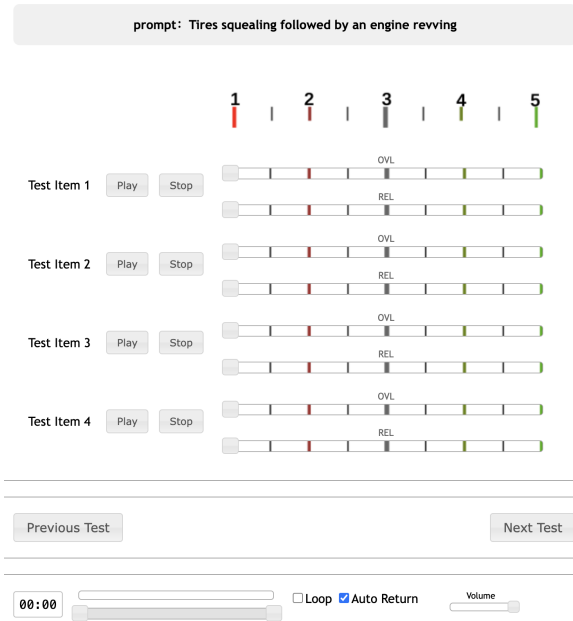 prompt: Tires squealing followed by an engine revving
1 2 3 4 5
OVL
Test Item 1 Play Stop
REL
OVL
Test Item 2 Play Stop
REL
OVL
Test Item 3 Play Stop
REL
OVL
Test Item 4 Play Stop
REL
Previous Test Next Test
00:00 Loop Auto Return Volume